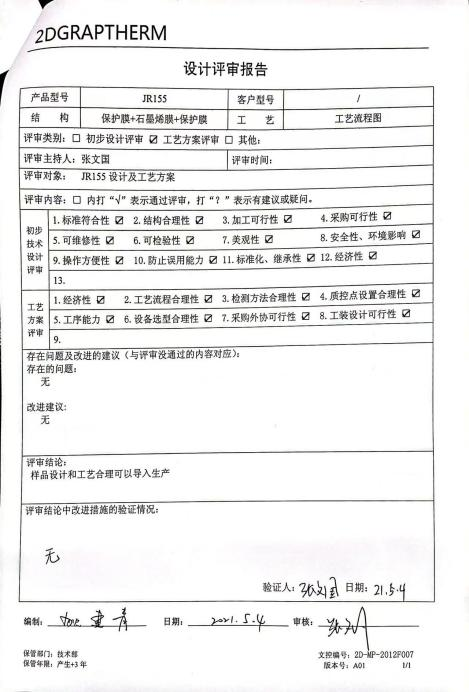 2DGRAPTHERM
设计评审报告
产品型号 JR155 客户型号 /
结 构 保护膜+石墨烯膜+保护膜 工 艺 工艺流程图
评审类别：☐ 初步设计评审 ☑ 工艺方案评审 ☐ 其他：
评审主持人：张文国 评审时间：
评审对象： JR155 设计及工艺方案
评审内容：☐ 内打“√”表示通过评审，打“？”表示有建议或疑问。
初步技术设计评审
1.标准符合性 ☑ 2.结构合理性 ☑ 3.加工可行性 ☑ 4.采购可行性 ☑
5.可维修性 ☑ 6.可检验性 ☑ 7.美观性 ☑ 8.安全性、环境影响 ☑
9.操作方便性 ☑ 10.防止误用能力 ☑ 11.标准化、继承性 ☑ 12.经济性 ☑
13.
工艺方案评审
1.经济性 ☑ 2.工艺流程合理性 ☑ 3.检测方法合理性 ☑ 4.质控点设置合理性 ☑
5.工序能力 ☑ 6.设备选型合理性 ☑ 7.采购外协可行性 ☑ 8.工装设计可行性 ☑
9.
存在问题及改进的建议（与评审没通过的内容对应）：
存在的问题：
无
改进建议：
无
评审结论：
样品设计和工艺合理可以导入生产
评审结论中改进措施的验证情况：
无
验证人：张文国 日期：21.5.4
编制： 日期： 2021.5.4 审核：
保管部门：技术部 文控编号：2D-MP-2012F007
保管年限：产生+3年 版本号：A01 1/1